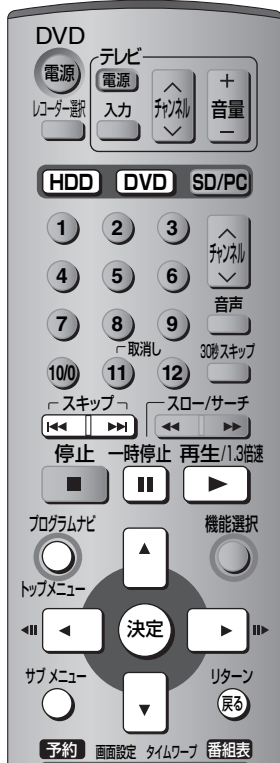 DVD
テレビ
電源 電源 チャンネル + 音量 −
レコーダー選択 入力
HDD DVD SD/PC
1 2 3
チャンネル
4 5 6
音声
7 8 9
取消し 30秒スキップ
10/0 11 12
スキップ スロー/サーチ
停止 一時停止 再生/1.3倍速
プログラムナビ 機能選択
トップメニュー
決定
サブ メニュー リターン
戻る
予約 画面設定 タイムワープ 番組表